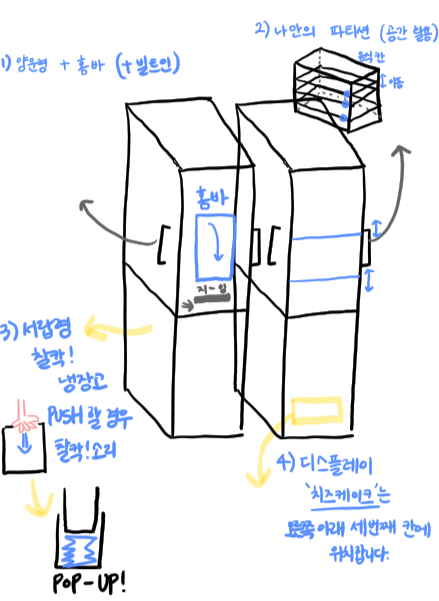 1) 양문형 + 홈바 (+빌트인)
2) 나만의 파티션 (공간 활용)
음식 칸
이동
홈바
지-잉
3) 서랍형
찰칵!
냉장고
PUSH 할 경우
찰칵! 소리
POP-UP!
4) 디스플레이
'치즈케이크'는
오른쪽 아래 세번째 칸에
위치합니다.